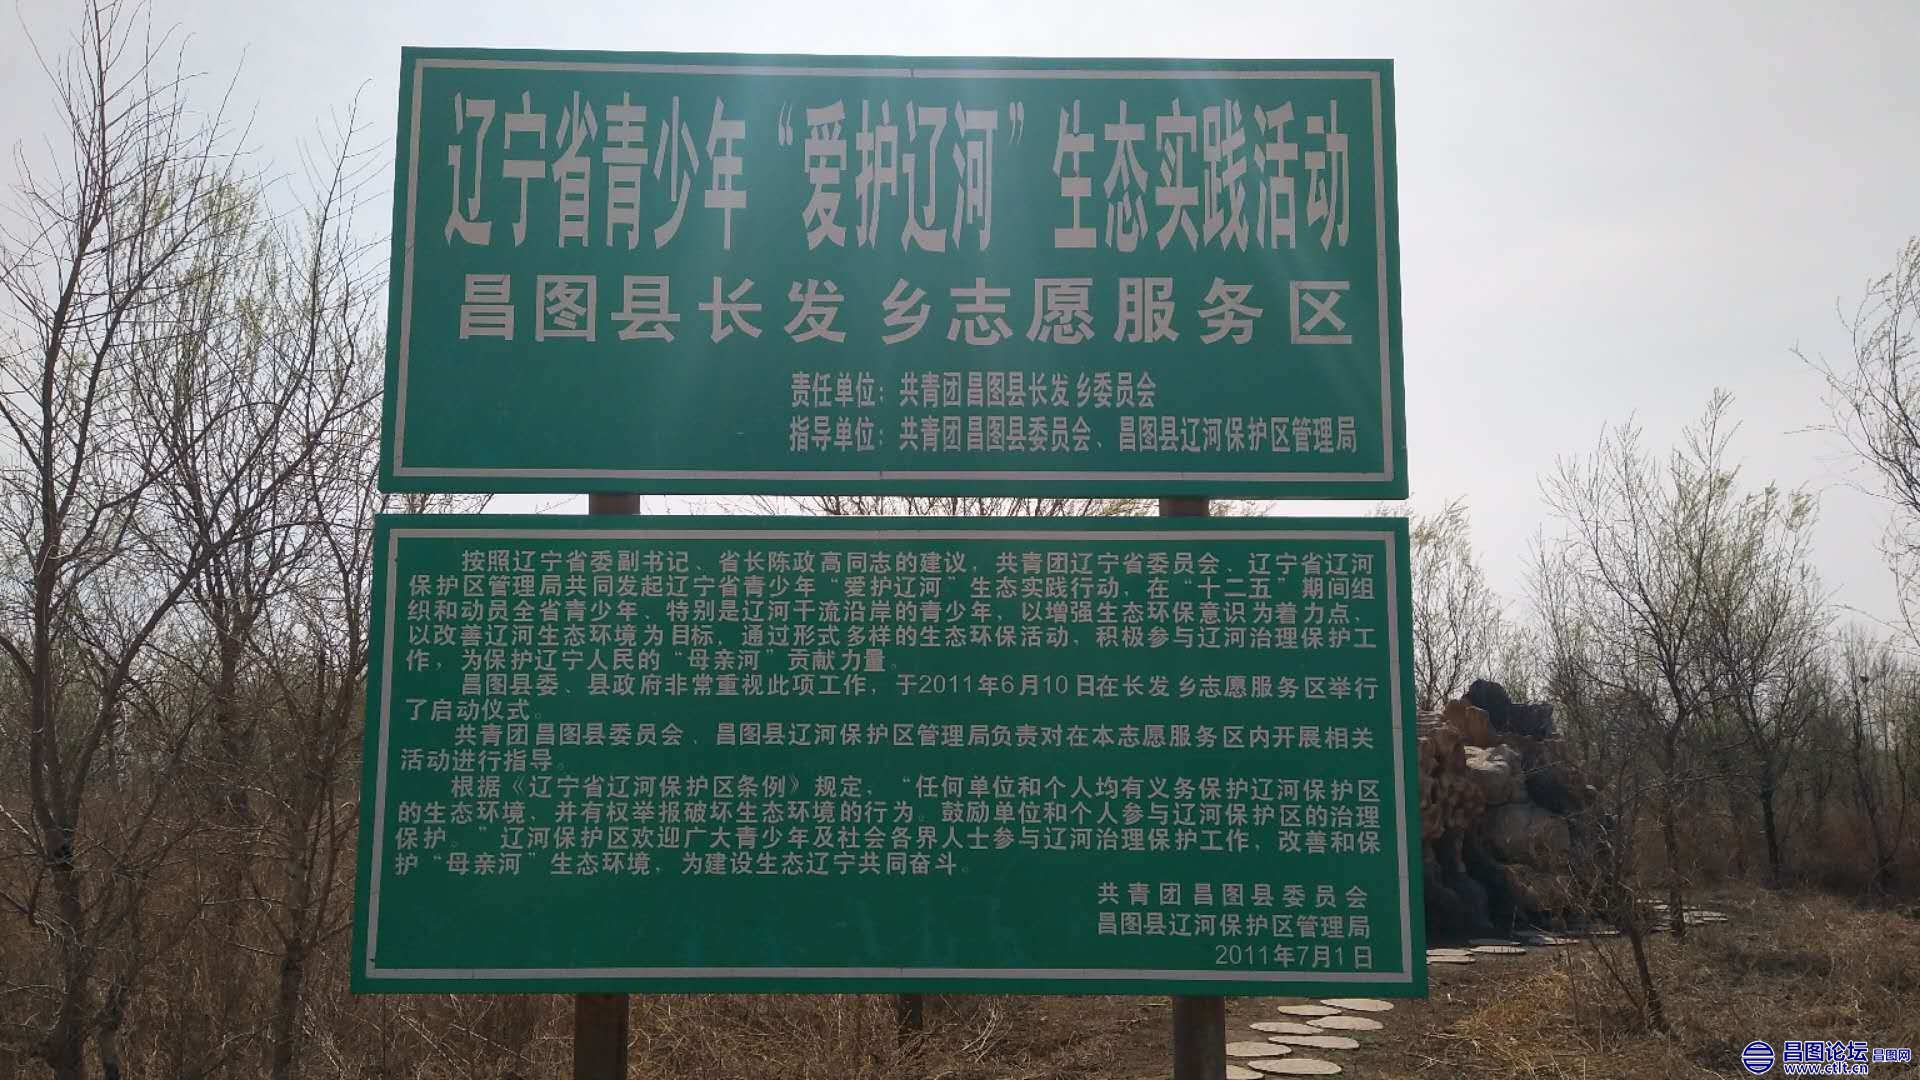 辽宁省青少年“爱护辽河”生态实践活动
昌图县长发乡志愿服务区
责任单位：共青团昌图县长发乡委员会
指导单位：共青团昌图县委员会、昌图县辽河保护区管理局
按照辽宁省委副书记、省长陈政高同志的建议，共青团辽宁省委员会、辽宁省辽河
保护区管理局共同发起辽宁省青少年“爱护辽河”生态实践行动，在“十二五”期间组
织和动员全省青少年、特别是辽河干流沿岸的青少年，以增强生态环保意识为着力点，
以改善辽河生态环境为目标，通过形式多样的生态环保活动，积极参与辽河治理保护工
作，为保护辽宁人民的“母亲河”贡献力量。
昌图县委、县政府非常重视此项工作，于2011年6月10日在长发乡志愿服务区举行
了启动仪式。
共青团昌图县委员会、昌图县辽河保护区管理局负责对在本志愿服务区内开展相关
活动进行指导。
根据《辽宁省辽河保护区条例》规定，“任何单位和个人均有义务保护辽河保护区
的生态环境，并有权举报破坏生态环境的行为。鼓励单位和个人参与辽河保护区的治理
保护。”辽河保护区欢迎广大青少年及社会各界人士参与辽河治理保护工作，改善和保
护“母亲河”生态环境，为建设生态辽宁共同奋斗。
共青团昌图县委员会
昌图县辽河保护区管理局
2011年7月1日
昌图论坛 昌图网
www.ctlt.cn